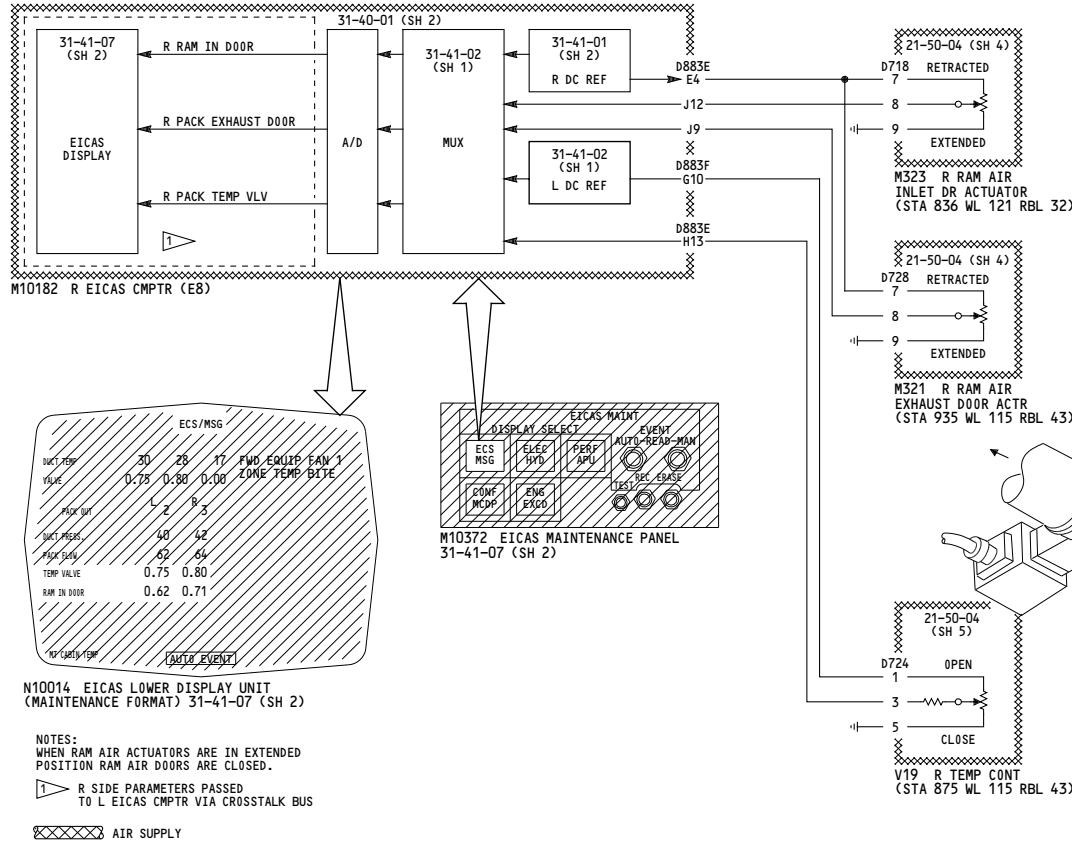 31-40-01 (SH 2)
31-41-07
(SH 2)
EICAS
DISPLAY
R RAM IN DOOR
R PACK EXHAUST DOOR
R PACK TEMP VLV
1
A/D
31-41-02
(SH 1)
MUX
31-41-01
(SH 2)
R DC REF
31-41-02
(SH 1)
L DC REF
D883E
E4
J12
J9
D883F
G10
D883E
H13
M10182 R EICAS CMPTR (E8)
21-50-04 (SH 4)
D718 RETRACTED
7
8
9
EXTENDED
M323 R RAM AIR
INLET DR ACTUATOR
(STA 836 WL 121 RBL 32)
21-50-04 (SH 4)
D728 RETRACTED
7
8
9
EXTENDED
M321 R RAM AIR
EXHAUST DOOR ACTR
(STA 935 WL 115 RBL 43)
21-50-04
(SH 5)
D724 OPEN
1
3
5
CLOSE
V19 R TEMP CONT
(STA 875 WL 115 RBL 43)
ECS/MSG
DUCT TEMP 30 28 17 FWD EQUIP FAN 1
VALVE 0.75 0.80 0.00 ZONE TEMP BITE
L R
PACK OUT 2 3
DUCT PRESS. 40 42
PACK FLOW 62 64
TEMP VALVE 0.75 0.80
RAM IN DOOR 0.62 0.71
MT CABIN TEMP AUTO EVENT
N10014 EICAS LOWER DISPLAY UNIT
(MAINTENANCE FORMAT) 31-41-07 (SH 2)
EICAS MAINT
DISPLAY SELECT
EVENT
AUTO-READ-MAN
ECS
MSG
ELEC
HYD
PERF
APU
REC ERASE
TEST
CONF
MCDP
ENG
EXCD
M10372 EICAS MAINTENANCE PANEL
31-41-07 (SH 2)
NOTES:
WHEN RAM AIR ACTUATORS ARE IN EXTENDED
POSITION RAM AIR DOORS ARE CLOSED.
1 R SIDE PARAMETERS PASSED
TO L EICAS CMPTR VIA CROSSTALK BUS
AIR SUPPLY